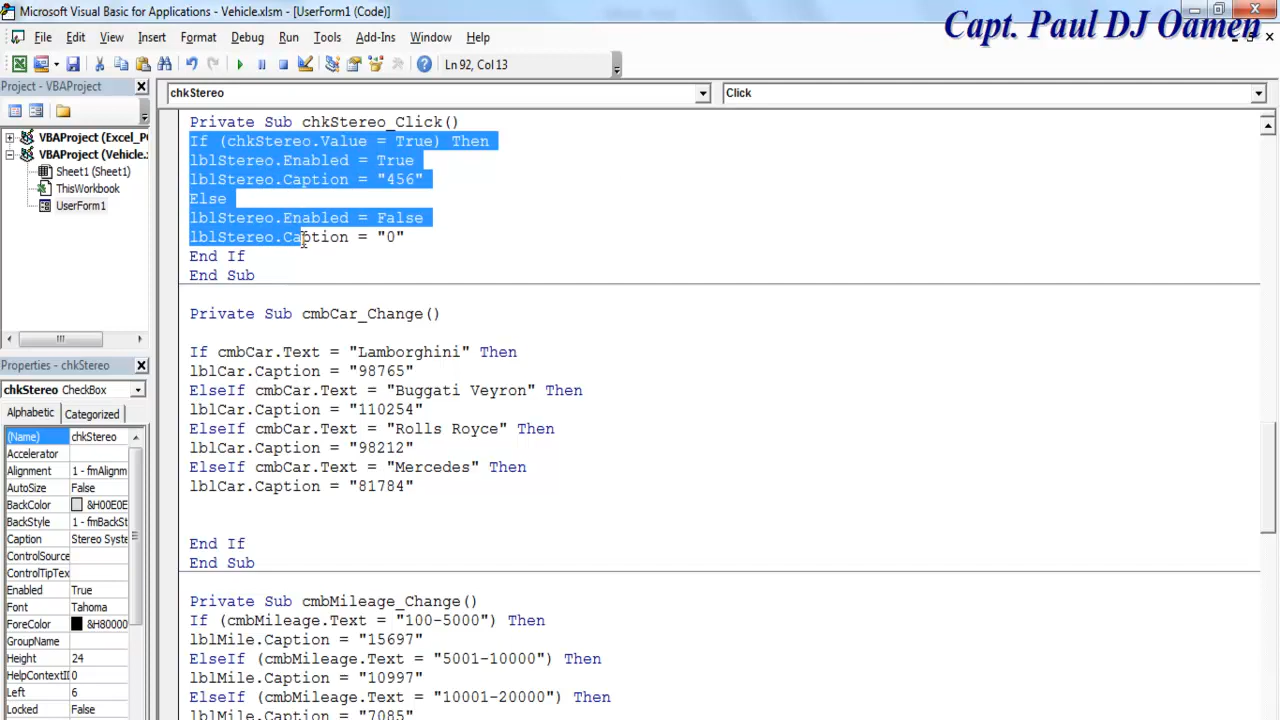 Microsoft Visual Basic for Applications - Vehicle.xlsm - [UserForm1 (Code)]
Capt. Paul DJ Oamen
File Edit View Insert Format Debug Run Tools Add-Ins Window Help
Ln 92, Col 13
Project - VBAProject
chkStereo
Click
VBAProject (Excel_P
VBAProject (Vehicle.
Sheet1 (Sheet1)
ThisWorkbook
UserForm1
Private Sub chkStereo_Click()
If (chkStereo.Value = True) Then
lblStereo.Enabled = True
lblStereo.Caption = "456"
Else
lblStereo.Enabled = False
lblStereo.Caption = "0"
End If
End Sub
Private Sub cmbCar_Change()
If cmbCar.Text = "Lamborghini" Then
lblCar.Caption = "98765"
ElseIf cmbCar.Text = "Buggati Veyron" Then
lblCar.Caption = "110254"
ElseIf cmbCar.Text = "Rolls Royce" Then
lblCar.Caption = "98212"
ElseIf cmbCar.Text = "Mercedes" Then
lblCar.Caption = "81784"
End If
End Sub
Private Sub cmbMileage_Change()
If (cmbMileage.Text = "100-5000") Then
lblMile.Caption = "15697"
ElseIf (cmbMileage.Text = "5001-10000") Then
lblMile.Caption = "10997"
ElseIf (cmbMileage.Text = "10001-20000") Then
lblMile.Caption = "7085"
Properties - chkStereo
chkStereo CheckBox
Alphabetic Categorized
(Name) chkStereo
Accelerator
Alignment 1 - fmAlignm
AutoSize False
BackColor &H00E0E
BackStyle 1 - fmBackSt
Caption Stereo Syste
ControlSource
ControlTipTex
Enabled True
Font Tahoma
ForeColor &H80000
GroupName
Height 24
HelpContextI 0
Left 6
Locked False